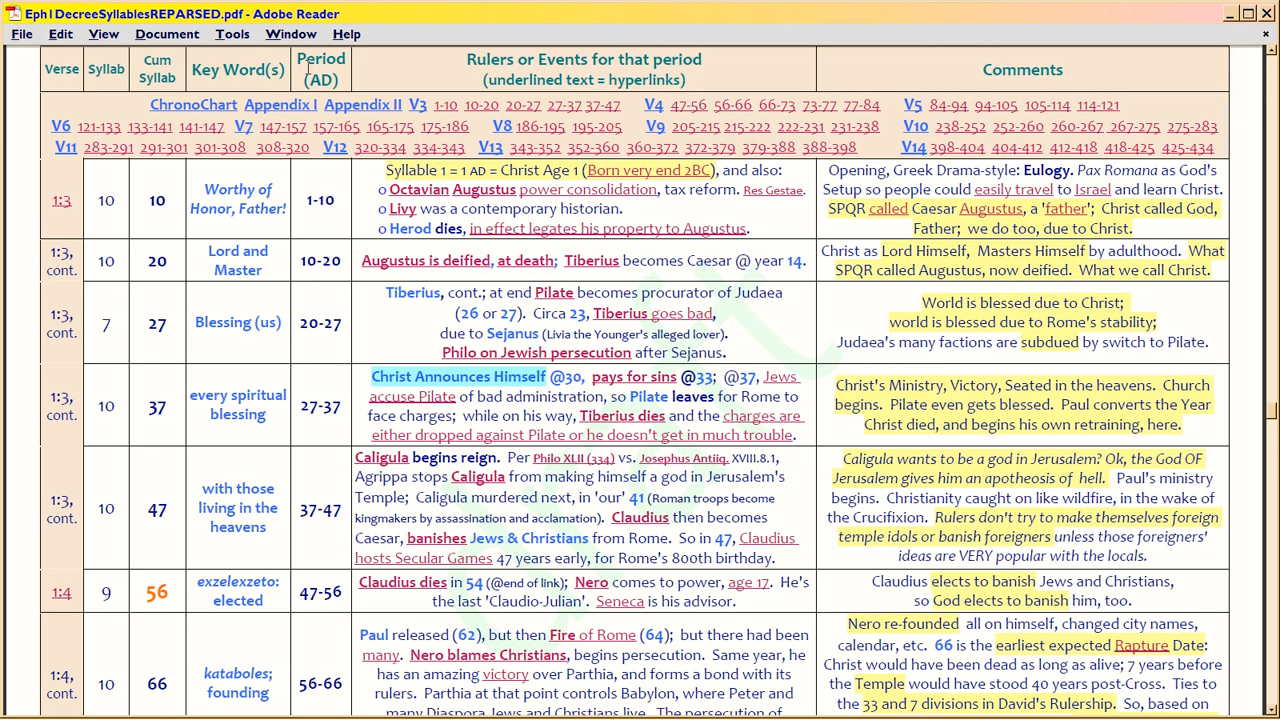 Eph1DecreeSyllablesREPARSED.pdf - Adobe Reader
File Edit View Document Tools Window Help
Verse Syllab Cum Syllab Key Word(s) Period (AD) Rulers or Events for that period (underlined text = hyperlinks) Comments
ChronoChart Appendix I Appendix II V3 1-10 10-20 20-27 27-37 37-47 V4 47-56 56-66 66-73 73-77 77-84 V5 84-94 94-105 105-114 114-121
V6 121-133 133-141 141-147 V7 147-157 157-165 165-175 175-186 V8 186-195 195-205 V9 205-215 215-222 222-231 231-238 V10 238-252 252-260 260-267 267-275 275-283
V11 283-291 291-301 301-308 308-320 V12 320-334 334-343 V13 343-352 352-360 360-372 372-379 379-388 388-398 V14 398-404 404-412 412-418 418-425 425-434
1:3 10 10
Worthy of
Honor, Father!
1-10
Syllable 1 = 1 AD = Christ Age 1 (Born very end 2BC), and also:
o Octavian Augustus power consolidation, tax reform. Res Gestae.
o Livy was a contemporary historian.
o Herod dies, in effect legates his property to Augustus.
Opening, Greek Drama-style: Eulogy. Pax Romana as God's
Setup so people could easily travel to Israel and learn Christ.
SPQR called Caesar Augustus, a 'father'; Christ called God,
Father; we do too, due to Christ.
1:3,
cont.
10 20
Lord and
Master
10-20
Augustus is deified, at death; Tiberius becomes Caesar @ year 14.
Christ as Lord Himself, Masters Himself by adulthood. What
SPQR called Augustus, now deified. What we call Christ.
1:3,
cont.
7 27 Blessing (us) 20-27
Tiberius, cont.; at end Pilate becomes procurator of Judaea
(26 or 27). Circa 23, Tiberius goes bad,
due to Sejanus (Livia the Younger's alleged lover).
Philo on Jewish persecution after Sejanus.
World is blessed due to Christ;
world is blessed due to Rome's stability;
Judaea's many factions are subdued by switch to Pilate.
1:3,
cont.
10 37
every spiritual
blessing
27-37
Christ Announces Himself @30, pays for sins @33; @37, Jews
accuse Pilate of bad administration, so Pilate leaves for Rome to
face charges; while on his way, Tiberius dies and the charges are
either dropped against Pilate or he doesn't get in much trouble.
Christ's Ministry, Victory, Seated in the heavens. Church
begins. Pilate even gets blessed. Paul converts the Year
Christ died, and begins his own retraining, here.
1:3,
cont.
10 47
with those
living in the
heavens
37-47
Caligula begins reign. Per Philo XLII (334) vs. Josephus Antiiq. XVIII.8.1,
Agrippa stops Caligula from making himself a god in Jerusalem's
Temple; Caligula murdered next, in 'our' 41 (Roman troops become
kingmakers by assassination and acclamation). Claudius then becomes
Caesar, banishes Jews & Christians from Rome. So in 47, Claudius
hosts Secular Games 47 years early, for Rome's 800th birthday.
Caligula wants to be a god in Jerusalem? Ok, the God OF
Jerusalem gives him an apotheosis of hell. Paul's ministry
begins. Christianity caught on like wildfire, in the wake of
the Crucifixion. Rulers don't try to make themselves foreign
temple idols or banish foreigners unless those foreigners'
ideas are VERY popular with the locals.
1:4 9 56
exzelexzeto:
elected
47-56
Claudius dies in 54 (@end of link); Nero comes to power, age 17. He's
the last 'Claudio-Julian'. Seneca is his advisor.
Claudius elects to banish Jews and Christians,
so God elects to banish him, too.
1:4,
cont.
10 66
kataboles;
founding
56-66
Paul released (62), but then Fire of Rome (64); but there had been
many. Nero blames Christians, begins persecution. Same year, he
has an amazing victory over Parthia, and forms a bond with its
rulers. Parthia at that point controls Babylon, where Peter and
many Diaspora Jews and Christians live. The persecution of
Nero re-founded all on himself, changed city names,
calendar, etc. 66 is the earliest expected Rapture Date:
Christ would have been dead as long as alive; 7 years before
the Temple would have stood 40 years post-Cross. Ties to
the 33 and 7 divisions in David's Rulership. So, based on